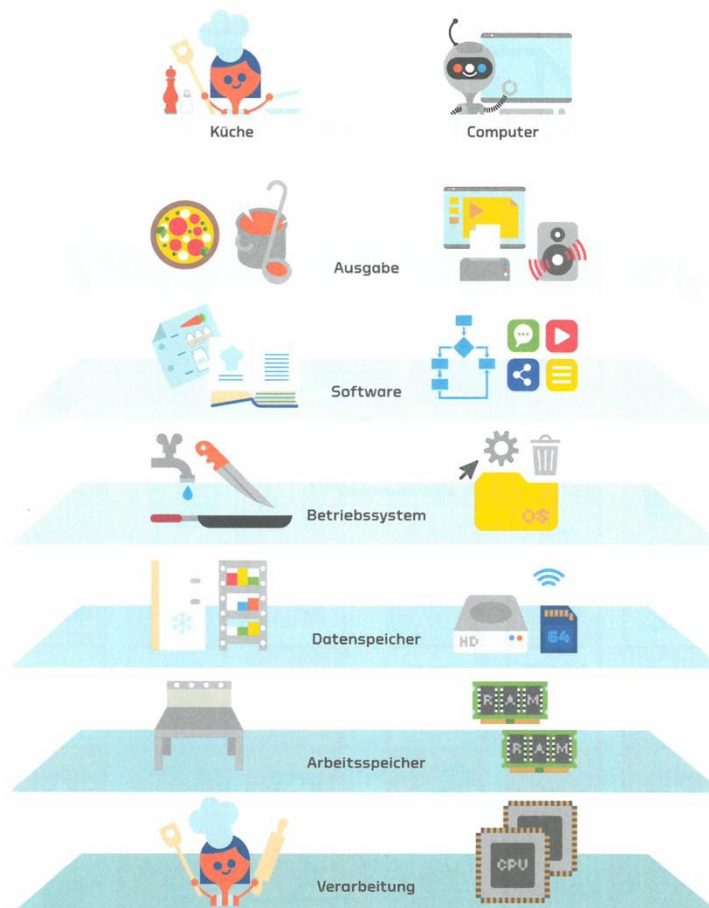 Küche
Computer
Ausgabe
Software
OS
Betriebssystem
HD
64
Datenspeicher
RAM
RAM
Arbeitsspeicher
CPU
Verarbeitung